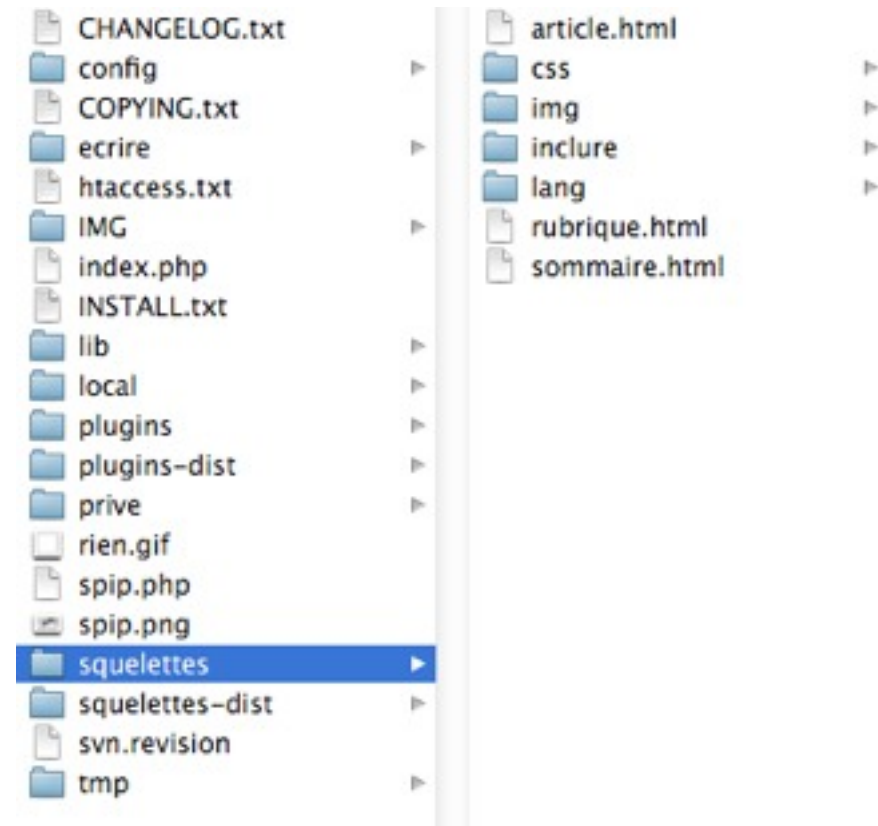 CHANGELOG.txt
config
COPYING.txt
ecrire
htaccess.txt
IMG
index.php
INSTALL.txt
lib
local
plugins
plugins-dist
prive
rien.gif
spip.php
spip.png
squelettes
squelettes-dist
svn.revision
tmp
article.html
css
img
inclure
lang
rubrique.html
sommaire.html